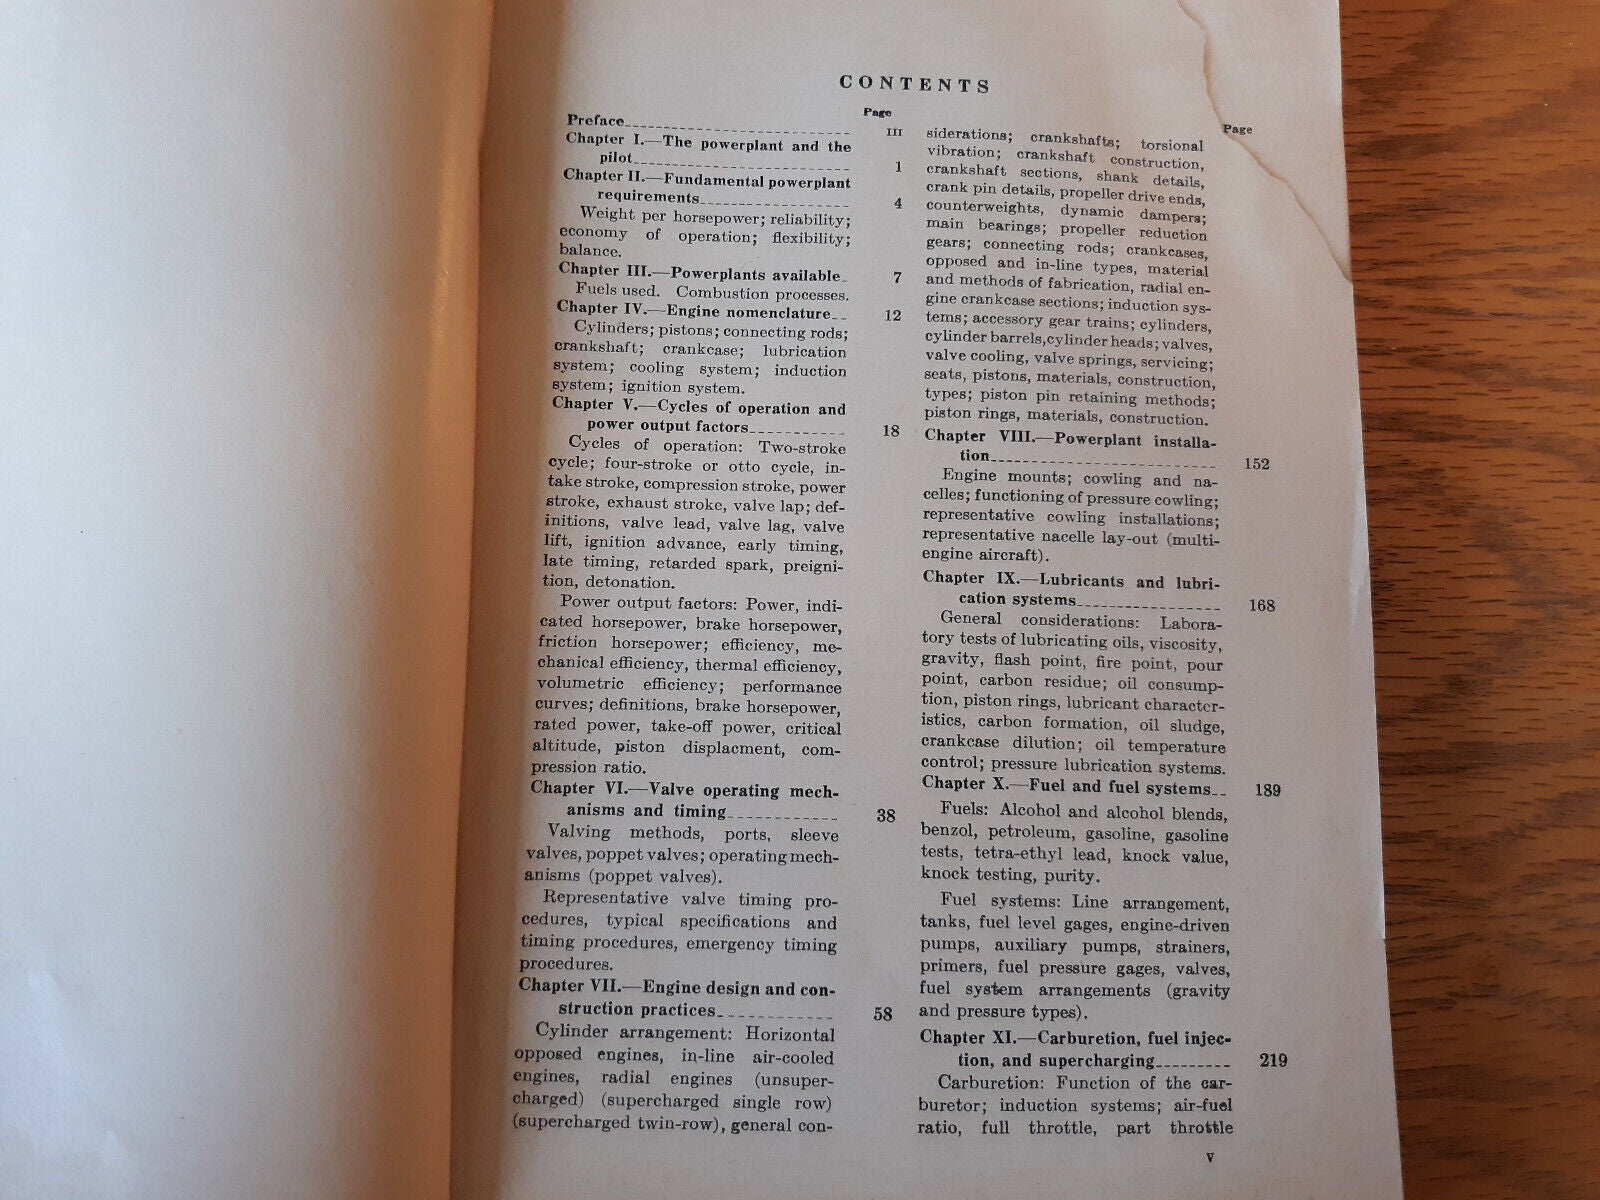 CONTENTS
Page
Preface III
Chapter I.—The powerplant and the
pilot 1
Chapter II.—Fundamental powerplant
requirements 4
Weight per horsepower; reliability;
economy of operation; flexibility;
balance.
Chapter III.—Powerplants available 7
Fuels used. Combustion processes.
Chapter IV.—Engine nomenclature 12
Cylinders; pistons; connecting rods;
crankshaft; crankcase; lubrication
system; cooling system; induction
system; ignition system.
Chapter V.—Cycles of operation and
power output factors 18
Cycles of operation: Two-stroke
cycle; four-stroke or otto cycle, in-
take stroke, compression stroke, power
stroke, exhaust stroke, valve lap; def-
initions, valve lead, valve lag, valve
lift, ignition advance, early timing,
late timing, retarded spark, preigni-
tion, detonation.
Power output factors: Power, indi-
cated horsepower, brake horsepower,
friction horsepower; efficiency, me-
chanical efficiency, thermal efficiency,
volumetric efficiency; performance
curves; definitions, brake horsepower,
rated power, take-off power, critical
altitude, piston displacment, com-
pression ratio.
Chapter VI.—Valve operating mech-
anisms and timing 38
Valving methods, ports, sleeve
valves, poppet valves; operating mech-
anisms (poppet valves).
Representative valve timing pro-
cedures, typical specifications and
timing procedures, emergency timing
procedures.
Chapter VII.—Engine design and con-
struction practices 58
Cylinder arrangement: Horizontal
opposed engines, in-line air-cooled
engines, radial engines (unsuper-
charged) (supercharged single row)
(supercharged twin-row), general con-
Page
siderations; crankshafts; torsional
vibration; crankshaft construction,
crankshaft sections, shank details,
crank pin details, propeller drive ends,
counterweights, dynamic dampers;
main bearings; propeller reduction
gears; connecting rods; crankcases,
opposed and in-line types, material
and methods of fabrication, radial en-
gine crankcase sections; induction sys-
tems; accessory gear trains; cylinders,
cylinder barrels, cylinder heads; valves,
valve cooling, valve springs, servicing;
seats, pistons, materials, construction,
types; piston pin retaining methods;
piston rings, materials, construction.
Chapter VIII.—Powerplant installa-
tion 152
Engine mounts; cowling and na-
celles; functioning of pressure cowling;
representative cowling installations;
representative nacelle lay-out (multi-
engine aircraft).
Chapter IX.—Lubricants and lubri-
cation systems 168
General considerations: Labora-
tory tests of lubricating oils, viscosity,
gravity, flash point, fire point, pour
point, carbon residue; oil consump-
tion, piston rings, lubricant character-
istics, carbon formation, oil sludge,
crankcase dilution; oil temperature
control; pressure lubrication systems.
Chapter X.—Fuel and fuel systems 189
Fuels: Alcohol and alcohol blends,
benzol, petroleum, gasoline, gasoline
tests, tetra-ethyl lead, knock value,
knock testing, purity.
Fuel systems: Line arrangement,
tanks, fuel level gages, engine-driven
pumps, auxiliary pumps, strainers,
primers, fuel pressure gages, valves,
fuel system arrangements (gravity
and pressure types).
Chapter XI.—Carburetion, fuel injec-
tion, and supercharging 219
Carburetion: Function of the car-
buretor; induction systems; air-fuel
ratio, full throttle, part throttle
V